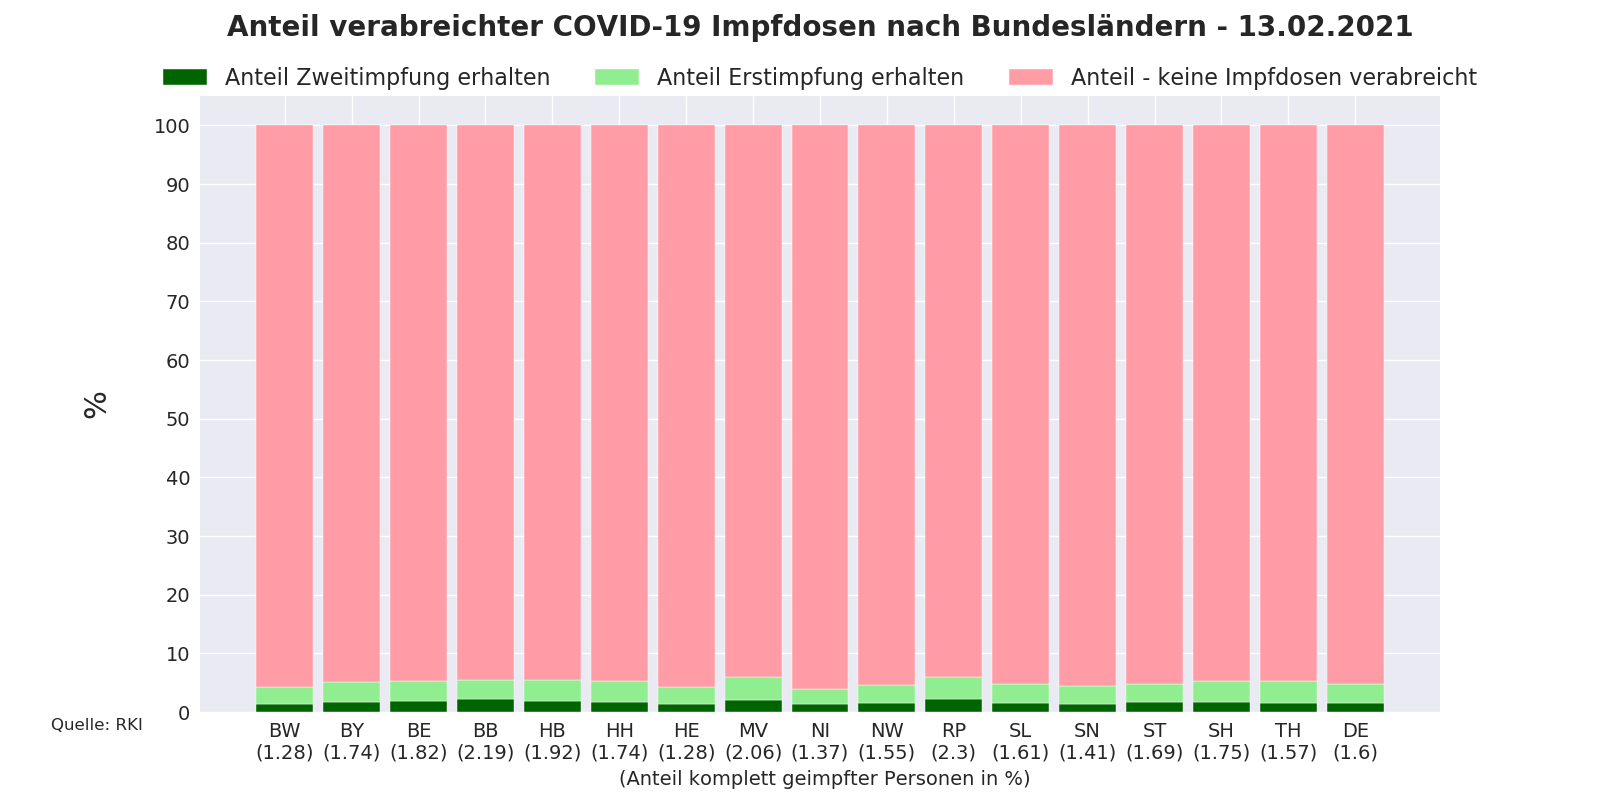 Anteil verabreichter COVID-19 Impfdosen nach Bundesländern - 13.02.2021
Anteil Zweitimpfung erhalten Anteil Erstimpfung erhalten Anteil - keine Impfdosen verabreicht
100
90
80
70
60
50
40
30
20
10
0
%
Quelle: RKI
BW BY BE BB HB HH HE MV NI NW RP SL SN ST SH TH DE
(1.28) (1.74) (1.82) (2.19) (1.92) (1.74) (1.28) (2.06) (1.37) (1.55) (2.3) (1.61) (1.41) (1.69) (1.75) (1.57) (1.6)
(Anteil komplett geimpfter Personen in %)